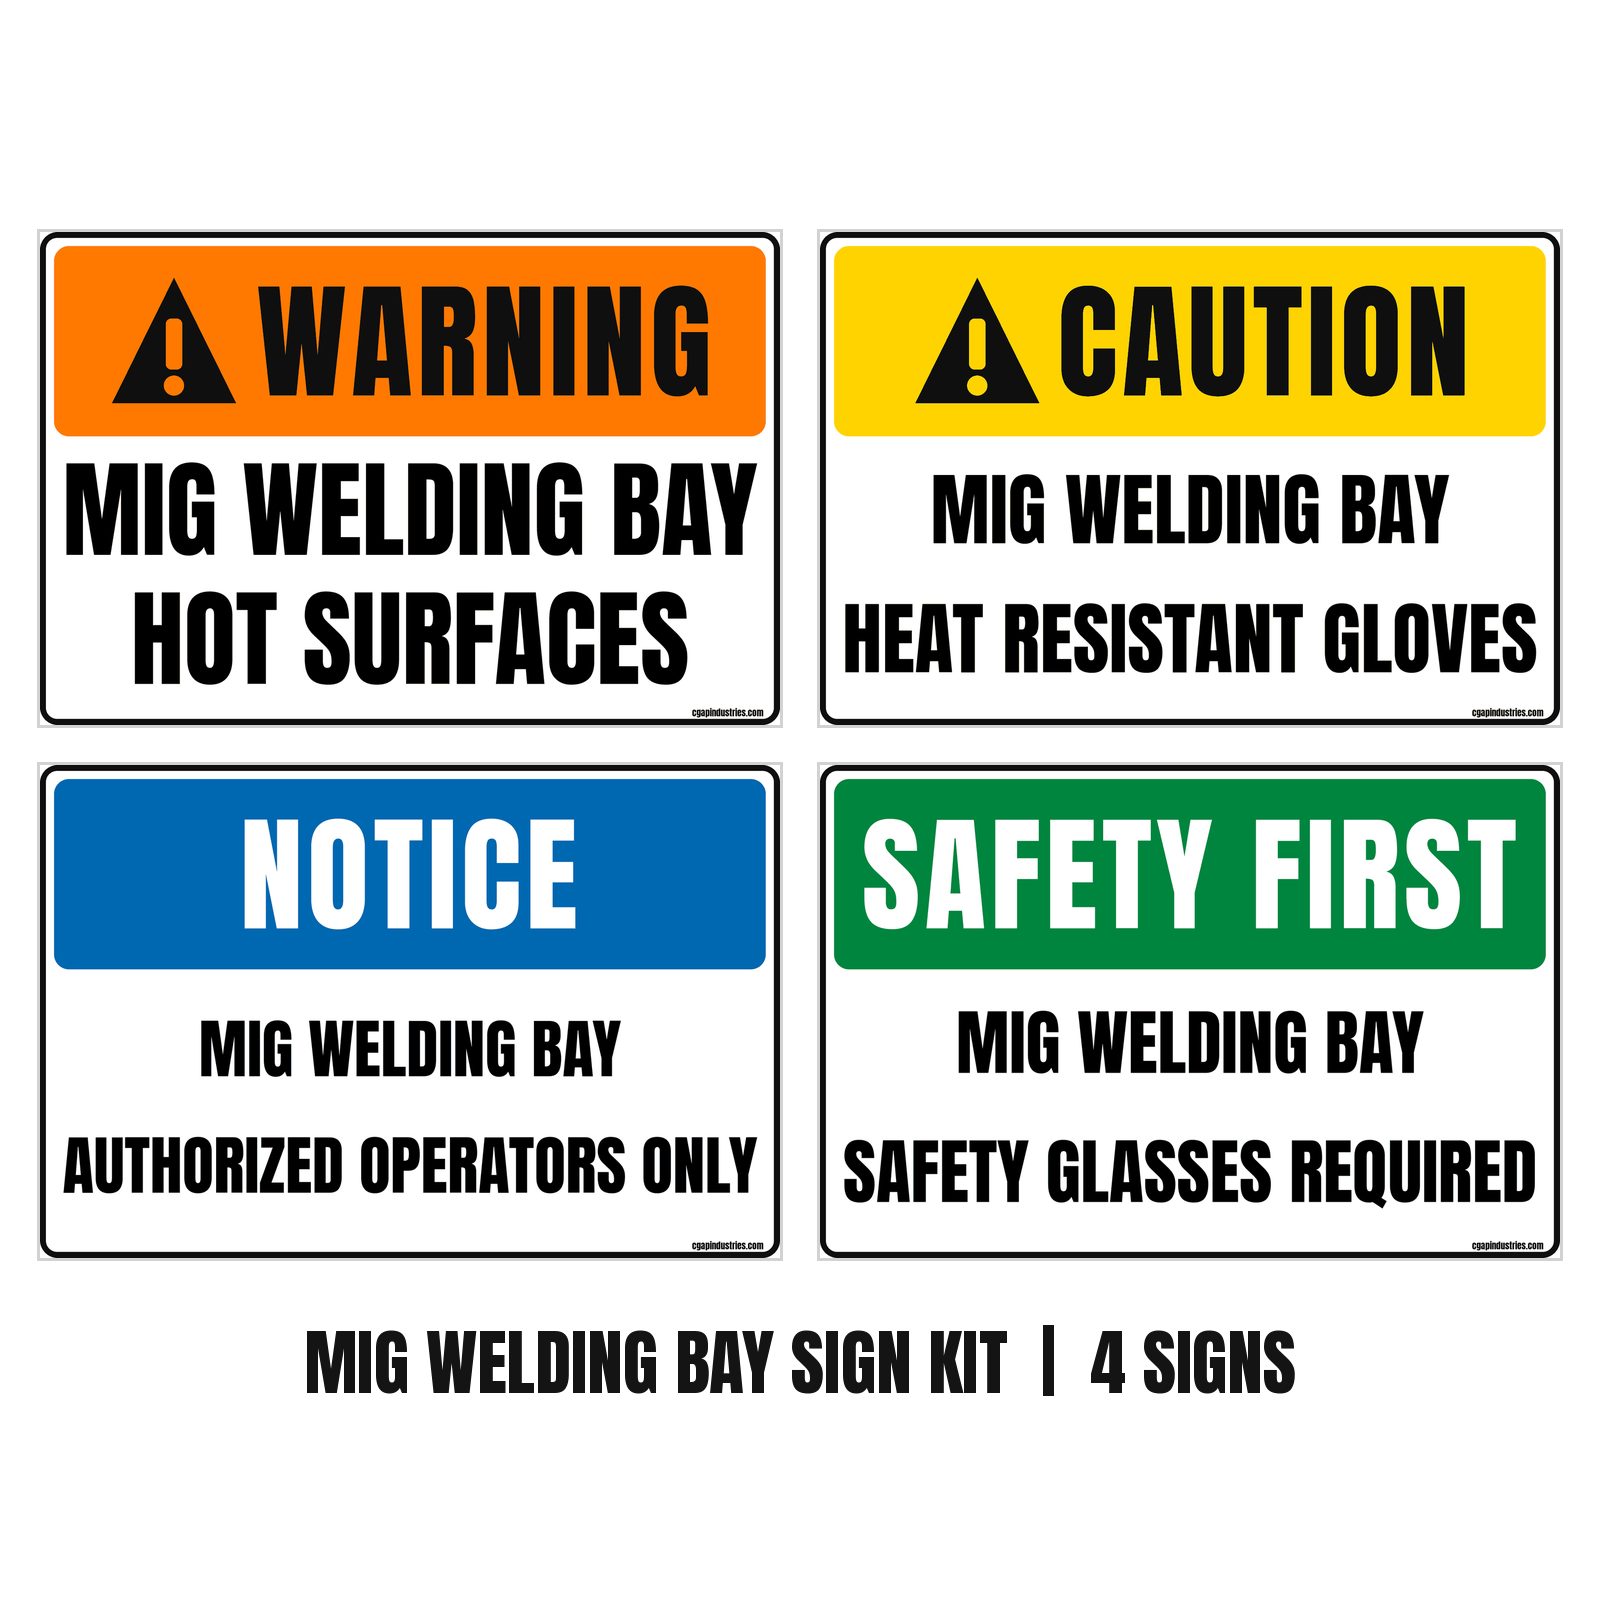 WARNING
MIG WELDING BAY
HOT SURFACES
cgapindustries.com
CAUTION
MIG WELDING BAY
HEAT RESISTANT GLOVES
cgapindustries.com
NOTICE
MIG WELDING BAY
AUTHORIZED OPERATORS ONLY
cgapindustries.com
SAFETY FIRST
MIG WELDING BAY
SAFETY GLASSES REQUIRED
cgapindustries.com
MIG WELDING BAY SIGN KIT | 4 SIGNS